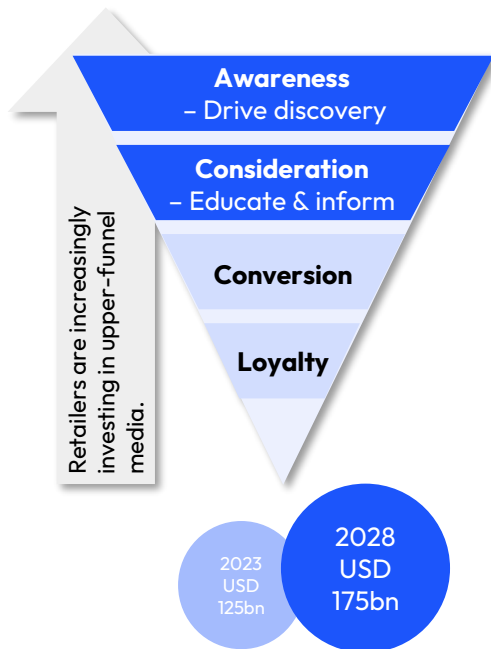 Awareness
– Drive discovery
Consideration
– Educate & inform
Conversion
Loyalty
Retailers are increasingly
investing in upper-funnel
media.
2023
USD
125bn
2028
USD
175bn